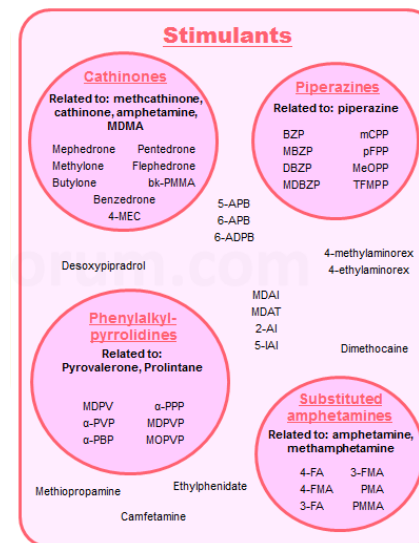 Stimulants
Cathinones
Related to: methcathinone,
cathinone, amphetamine,
MDMA
Mephedrone Pentedrone
Methylone Flephedrone
Butylone bk-PMMA
Benzedrone
4-MEC
Piperazines
Related to: piperazine
BZP mCPP
MBZP pFPP
DBZP MeOPP
MDBZP TFMPP
5-APB
6-APB
6-ADPB
Desoxypipradrol
4-methylaminorex
4-ethylaminorex
orum.com
MDAI
MDAT
2-AI
5-IAI
Dimethocaine
Phenylalkyl-
pyrrolidines
Related to:
Pyrovalerone, Prolintane
MDPV α-PPP
α-PVP MDPVP
α-PBP MOPVP
Substituted
amphetamines
Related to: amphetamine,
methamphetamine
4-FA 3-FMA
4-FMA PMA
3-FA PMMA
Methiopropamine
Ethylphenidate
Camfetamine